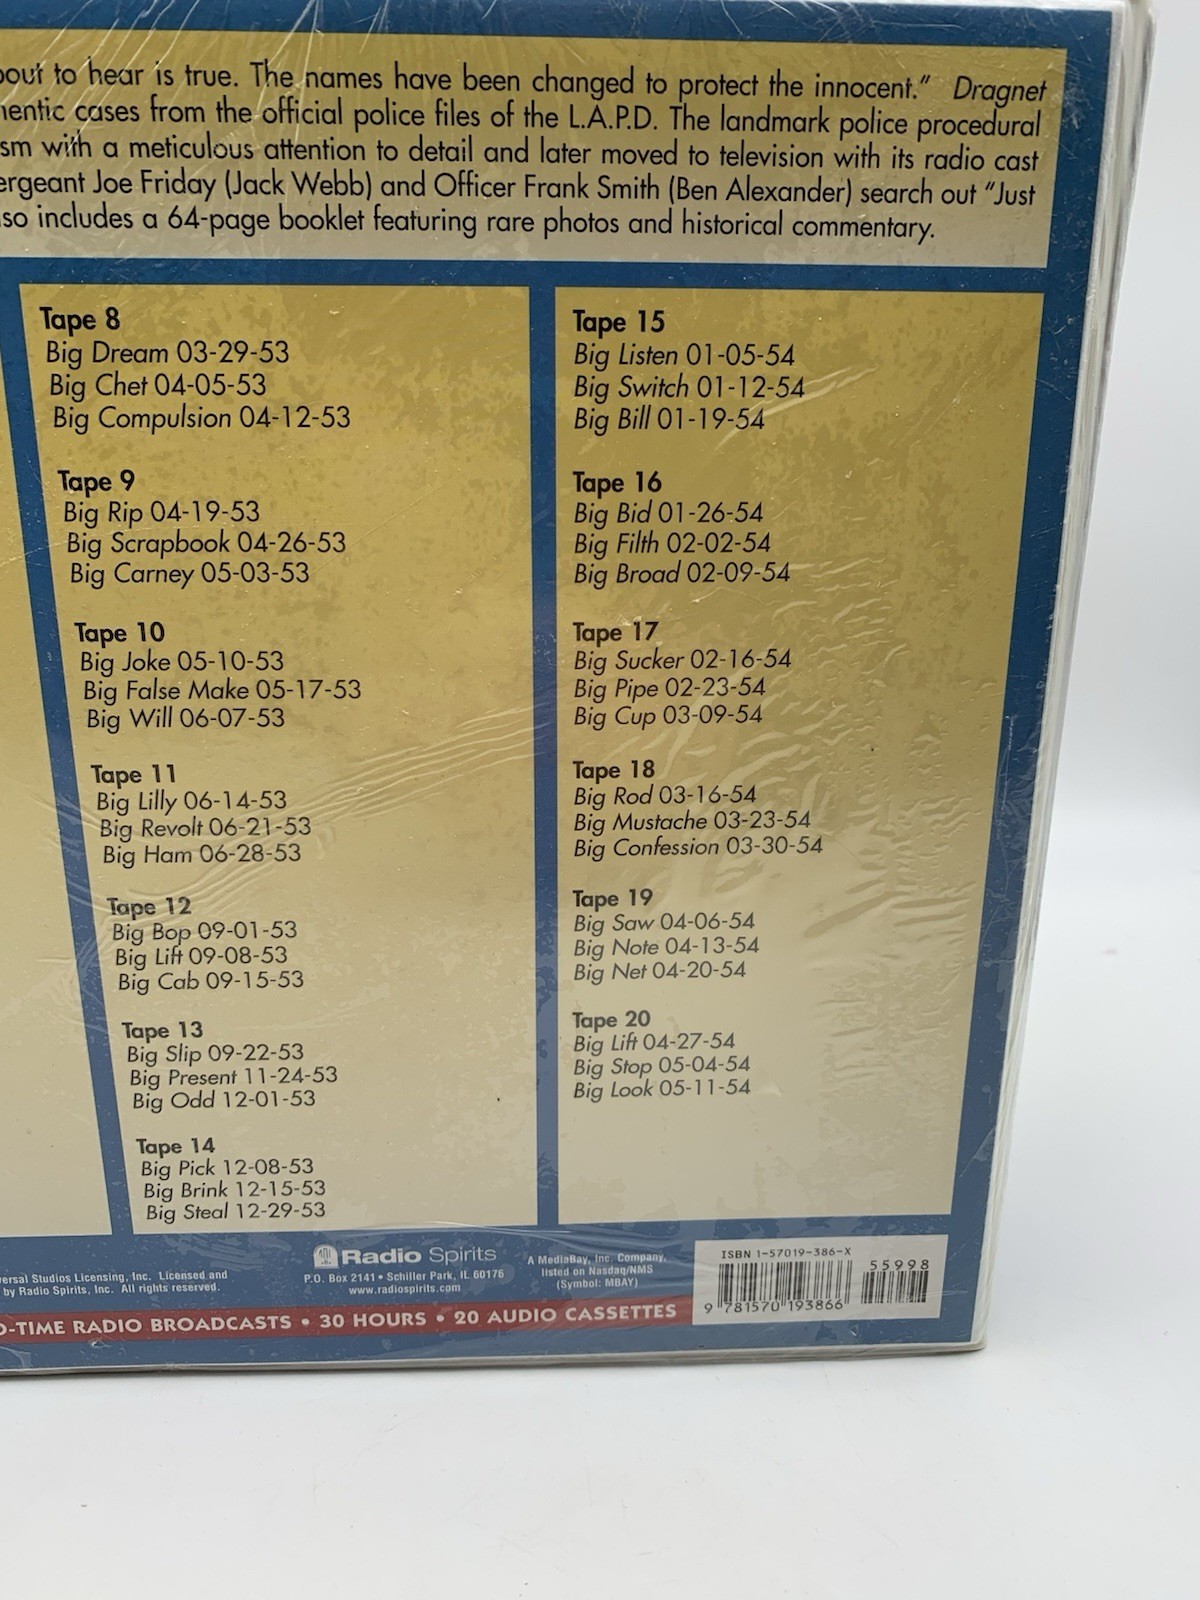 out to hear is true. The names have been changed to protect the innocent." Dragnet
entic cases from the official police files of the L.A.P.D. The landmark police procedural
sm with a meticulous attention to detail and later moved to television with its radio cast
ergeant Joe Friday (Jack Webb) and Officer Frank Smith (Ben Alexander) search out "Just
so includes a 64-page booklet featuring rare photos and historical commentary.
Tape 8
Big Dream 03-29-53
Big Chet 04-05-53
Big Compulsion 04-12-53
Tape 9
Big Rip 04-19-53
Big Scrapbook 04-26-53
Big Carney 05-03-53
Tape 10
Big Joke 05-10-53
Big False Make 05-17-53
Big Will 06-07-53
Tape 11
Big Lilly 06-14-53
Big Revolt 06-21-53
Big Ham 06-28-53
Tape 12
Big Bop 09-01-53
Big Lift 09-08-53
Big Cab 09-15-53
Tape 13
Big Slip 09-22-53
Big Present 11-24-53
Big Odd 12-01-53
Tape 14
Big Pick 12-08-53
Big Brink 12-15-53
Big Steal 12-29-53
Tape 15
Big Listen 01-05-54
Big Switch 01-12-54
Big Bill 01-19-54
Tape 16
Big Bid 01-26-54
Big Filth 02-02-54
Big Broad 02-09-54
Tape 17
Big Sucker 02-16-54
Big Pipe 02-23-54
Big Cup 03-09-54
Tape 18
Big Rod 03-16-54
Big Mustache 03-23-54
Big Confession 03-30-54
Tape 19
Big Saw 04-06-54
Big Note 04-13-54
Big Net 04-20-54
Tape 20
Big Lift 04-27-54
Big Stop 05-04-54
Big Look 05-11-54
ersal Studios Licensing, Inc. Licensed and
by Radio Spirits, Inc. All rights reserved.
Radio Spirits
P.O. Box 2141 • Schiller Park, IL 60176
www.radiospirits.com
A MediaBay, Inc. Company,
listed on Nasdaq/NMS
(Symbol: MBAY)
ISBN 1-57019-386-X
55998
9 781570 193866
-TIME RADIO BROADCASTS • 30 HOURS • 20 AUDIO CASSETTES